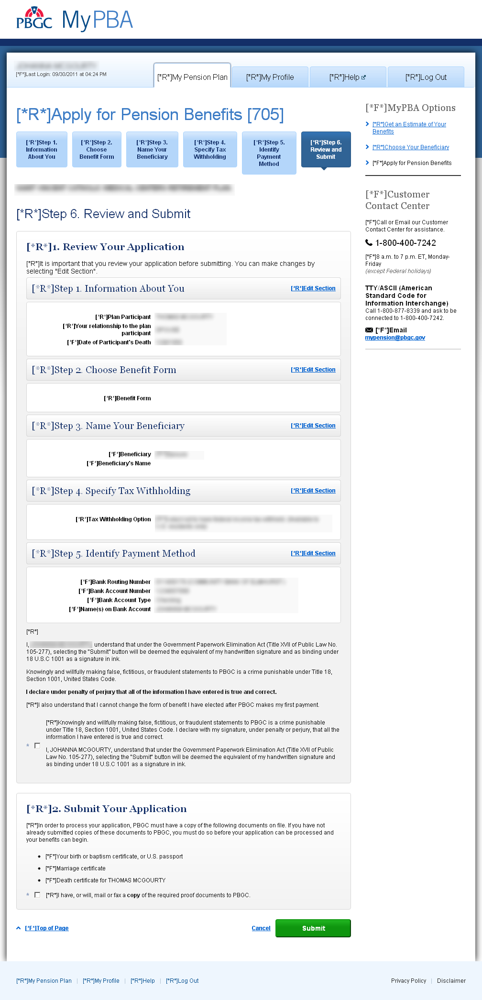 PBGC MyPBA
[*F*]Last Login: 09/30/2011 at 04:24 PM
[*R*]My Pension Plan
[*R*]My Profile
[*R*]Help
[*R*]Log Out
[*R*]Apply for Pension Benefits [705]
[*R*]Step 1.
Information
About You
[*R*]Step 2.
Choose
Benefit Form
[*R*]Step 3.
Name Your
Beneficiary
[*R*]Step 4.
Specify Tax
Withholding
[*R*]Step 5.
Identify
Payment
Method
[*R*]Step 6.
Review and
Submit
[*R*]Step 6. Review and Submit
[*R*]1. Review Your Application
[*R*]It is important that you review your application before submitting. You can make changes by
selecting "Edit Section".
[*R*]Step 1. Information About You
[*R*]Edit Section
[*R*]Plan Participant
[*R*]Your relationship to the plan
participant
[*F*]Date of Participant's Death
[*R*]Step 2. Choose Benefit Form
[*R*]Edit Section
[*R*]Benefit Form
[*R*]Step 3. Name Your Beneficiary
[*R*]Edit Section
[*F*]Beneficiary
[*F*]Beneficiary's Name
[*R*]Step 4. Specify Tax Withholding
[*R*]Edit Section
[*R*]Tax Withholding Option
[*R*]Step 5. Identify Payment Method
[*R*]Edit Section
[*F*]Bank Routing Number
[*F*]Bank Account Number
[*F*]Bank Account Type
[*F*]Name(s) on Bank Account
[*R*]
I, understand that under the Government Paperwork Elimination Act (Title XVII of Public Law No.
105-277), selecting the "Submit" button will be deemed the equivalent of my handwritten signature and as binding under
18 U.S.C 1001 as a signature in ink.
Knowingly and willfully making false, fictitious, or fraudulent statements to PBGC is a crime punishable under Title 18,
Section 1001, United States Code.
I declare under penalty of perjury that all of the information I have entered is true and correct.
[*R*]I also understand that I cannot change the form of benefit I have elected after PBGC makes my first payment.
[*R*]Knowingly and willfully making false, fictitious, or fraudulent statements to PBGC is a crime punishable
under Title 18, Section 1001, United States Code. I declare with my signature, under penalty or perjury, that all the
information I have entered is true and correct.
*
I, JOHANNA MCGOURTY, understand that under the Government Paperwork Elimination Act (Title XVII of Public
Law No. 105-277), selecting the "Submit" button will be deemed the equivalent of my handwritten signature and
as binding under 18 U.S.C 1001 as a signature in ink.
[*R*]2. Submit Your Application
[*R*]In order to process your application, PBGC must have a copy of the following documents on file. If you have not
already submitted copies of these documents to PBGC, you must do so before your application can be processed and
your benefits can begin.
• [*F*]Your birth or baptism certificate, or U.S. passport
• [*F*]Marriage certificate
• [*F*]Death certificate for THOMAS MCGOURTY
* [*R*]I have, or will, mail or fax a copy of the required proof documents to PBGC.
[*F*]Top of Page
Cancel
Submit
[*F*]MyPBA Options
[*R*]Get an Estimate of Your
Benefits
[*R*]Choose Your Beneficiary
[*F*]Apply for Pension Benefits
[*F*]Customer
Contact Center
[*F*]Call or Email our Customer
Contact Center for assistance.
1-800-400-7242
[*F*]8 a.m. to 7 p.m. ET, Monday-
Friday
(except Federal holidays)
TTY/ASCII (American
Standard Code for
Information Interchange)
Call 1-800-877-8339 and ask to be
connected to 1-800-400-7242.
[*F*]Email
mypension@pbgc.gov
[*R*]My Pension Plan | [*R*]My Profile | [*R*]Help | [*R*]Log Out
Privacy Policy | Disclaimer